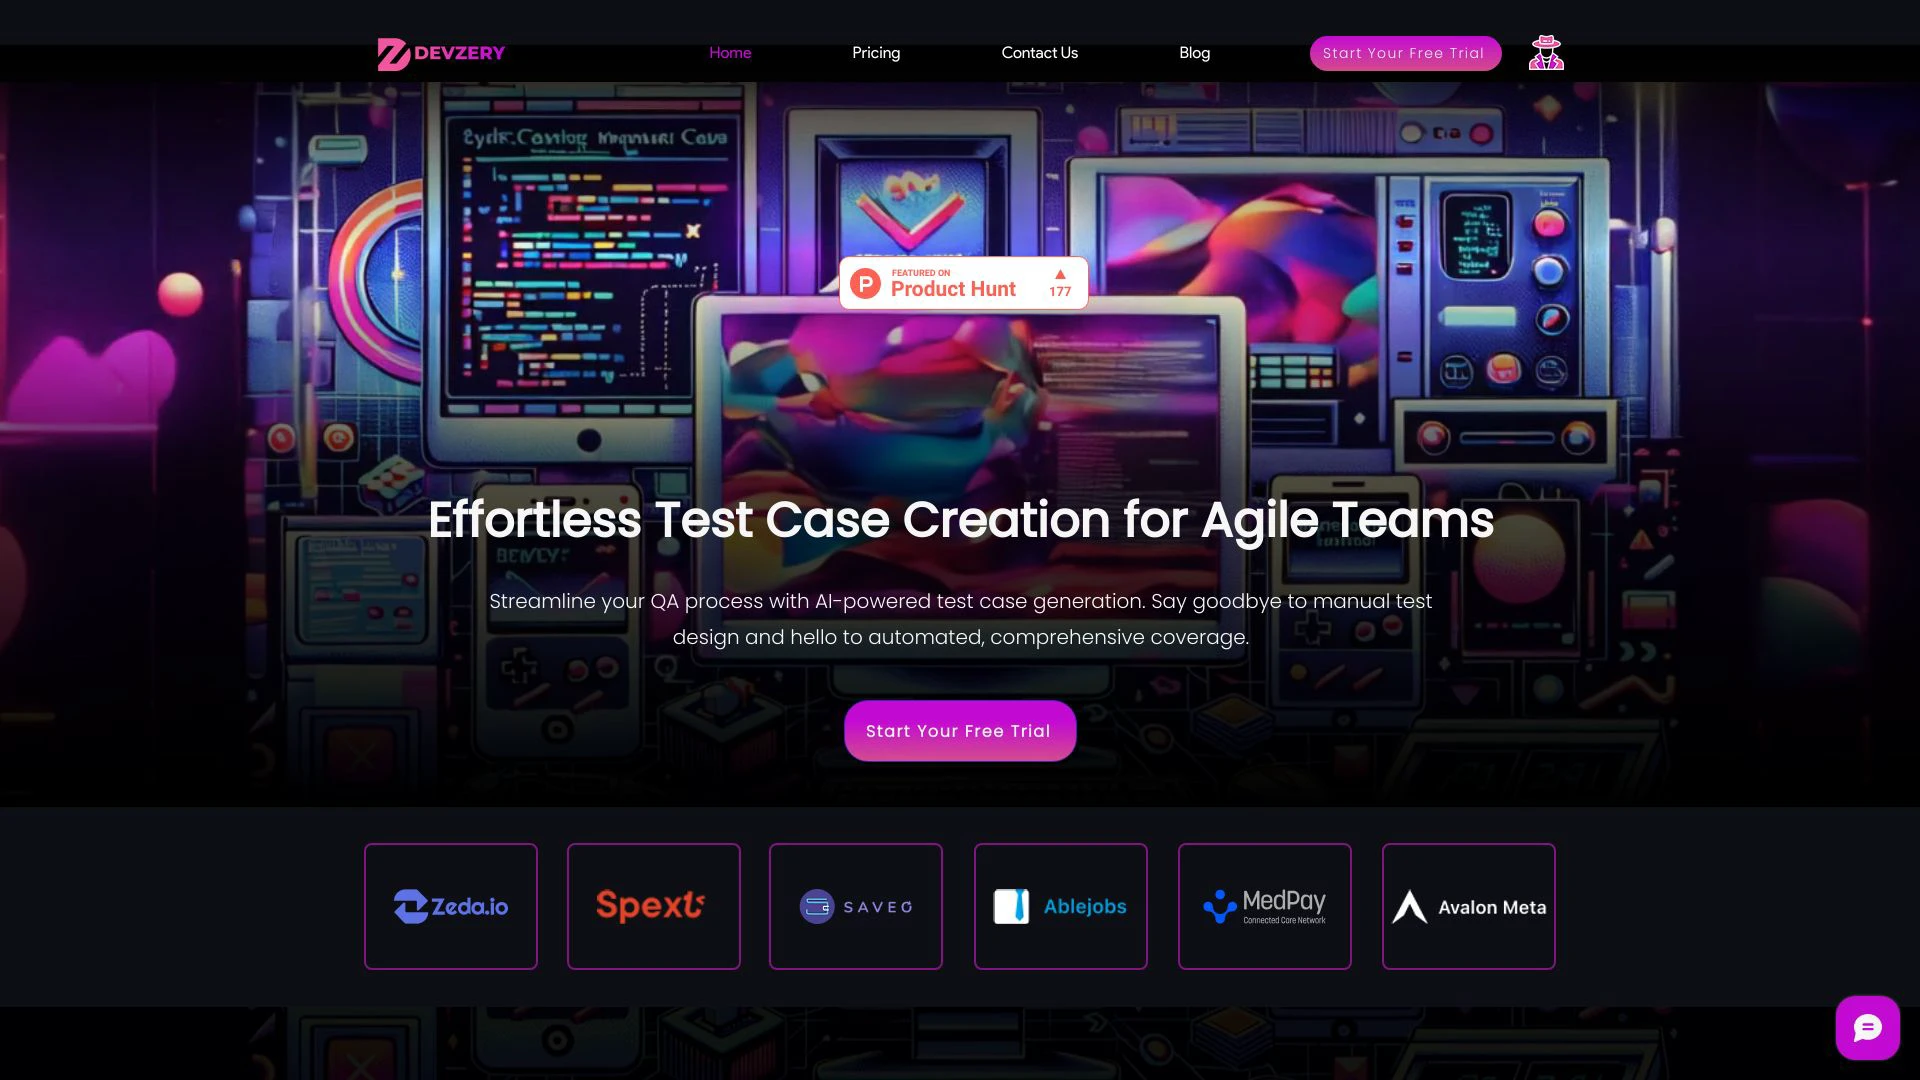 DEVZERY
Home
Pricing
Contact Us
Blog
Start Your Free Trial
FEATURED ON
Product Hunt
177
Effortless Test Case Creation for Agile Teams
Streamline your QA process with AI-powered test case generation. Say goodbye to manual test
design and hello to automated, comprehensive coverage.
Start Your Free Trial
Zeda.io
Spext
SAVEO
Ablejobs
MedPay
Connected Care Network
Avalon Meta